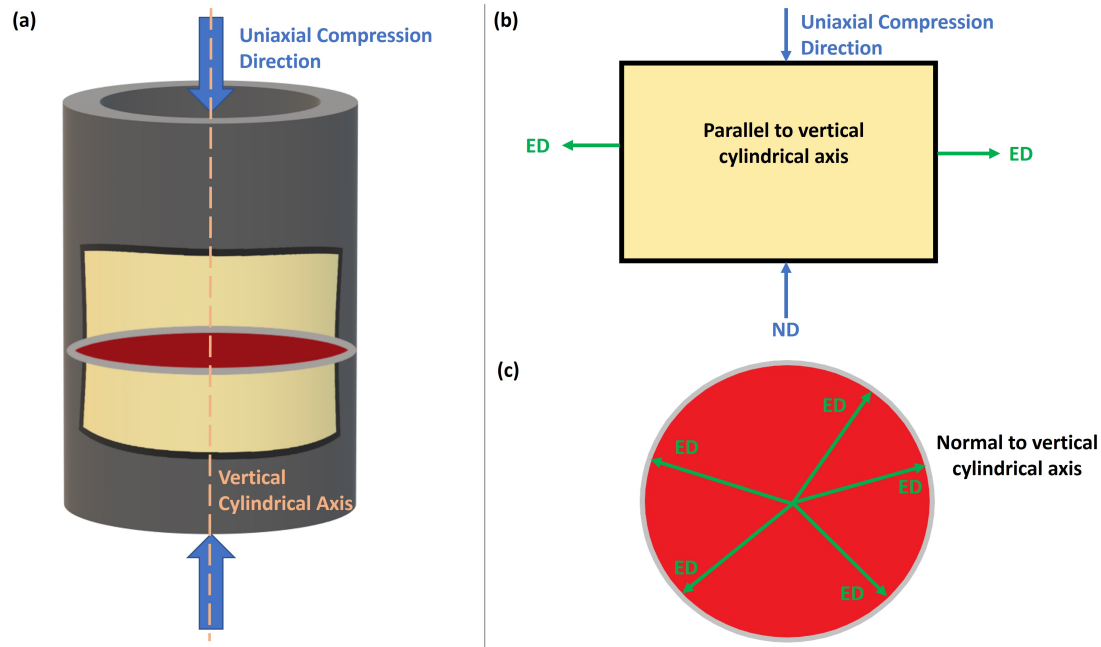 (a)
Uniaxial Compression
Direction
Vertical
Cylindrical Axis
(b)
Uniaxial Compression
Direction
Parallel to vertical
cylindrical axis
ED
ED
ND
(c)
ED
ED
ED
ED
ED
Normal to vertical
cylindrical axis